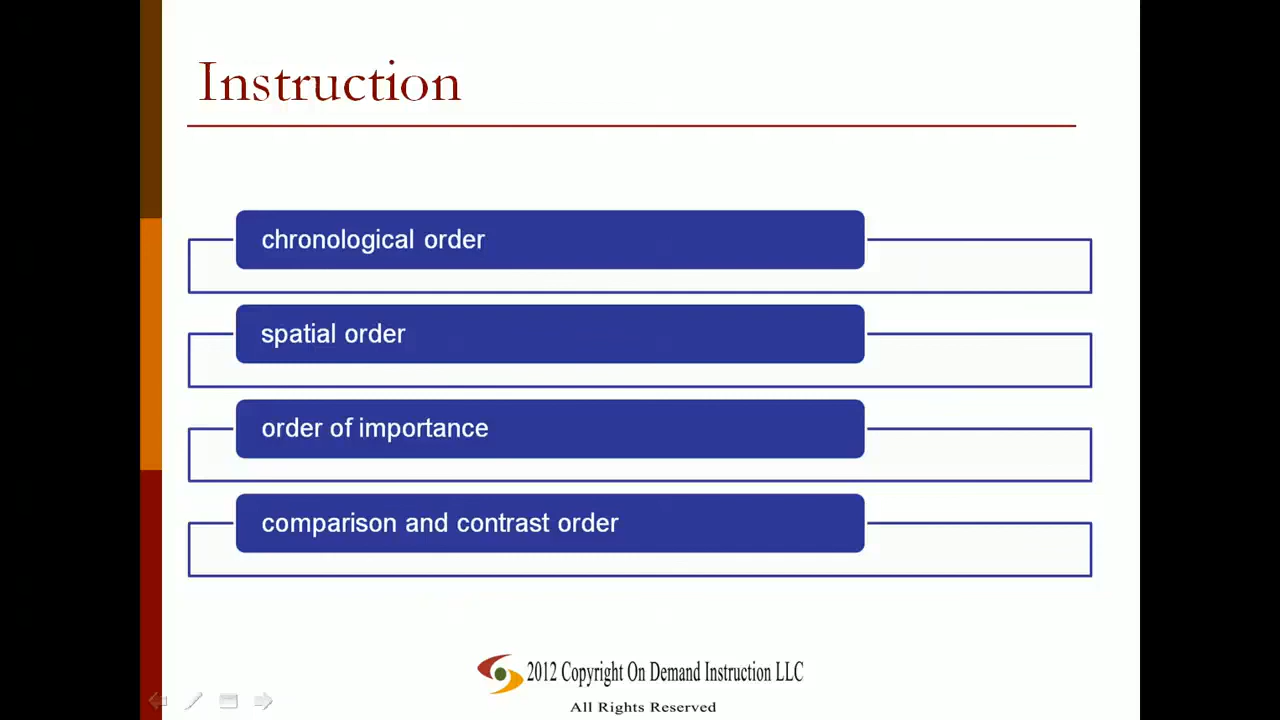 Instruction
chronological order
spatial order
order of importance
comparison and contrast order
2012 Copyright On Demand Instruction LLC
All Rights Reserved